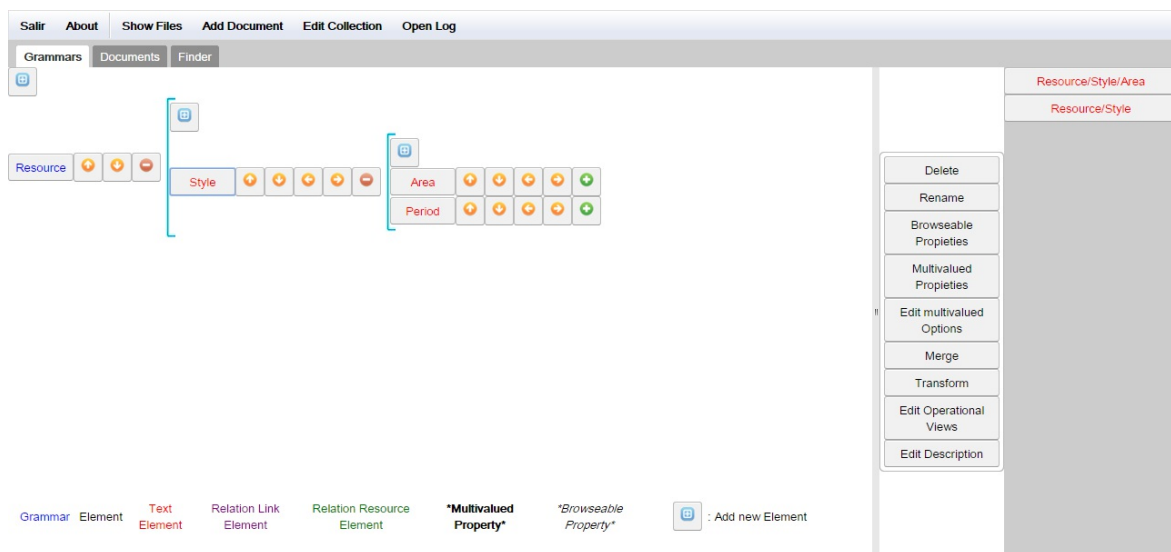 Salir About Show Files Add Document Edit Collection Open Log
Grammars Documents Finder
Resource
Style
Area
Period
Delete
Rename
Browseable
Propieties
Multivalued
Propieties
Edit multivalued
Options
Merge
Transform
Edit Operational
Views
Edit Description
Resource/Style/Area
Resource/Style
Grammar Element
Text
Element
Relation Link
Element
Relation Resource
Element
*Multivalued
Property*
*Browseable
Property*
: Add new Element